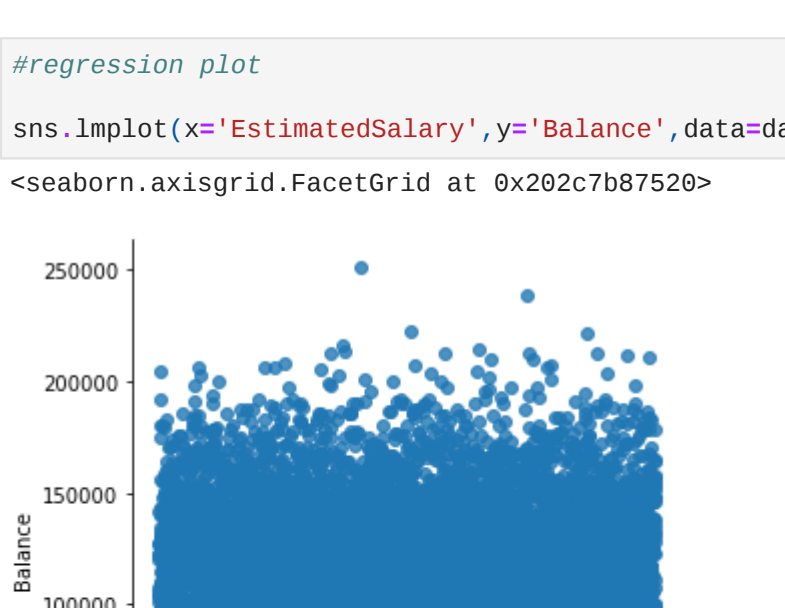 #regression plot
sns.lmplot(x='EstimatedSalary',y='Balance',data=da
<seaborn.axisgrid.FacetGrid at 0x202c7b87520>
250000
200000
150000
Balance
100000